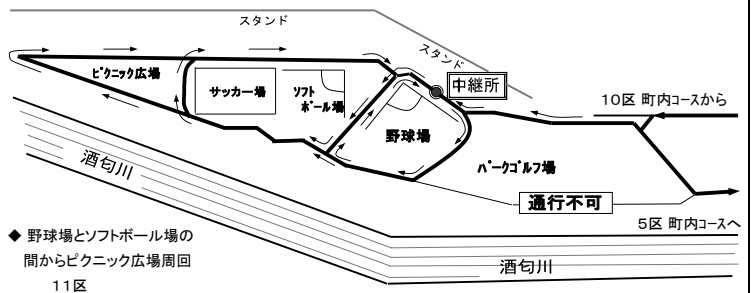 スタンド
スタンド
ピクニック広場
サッカー場
ソフト
ボール場
中継所
野球場
10区 町内コースから
パークゴルフ場
通行不可
5区 町内コースへ
酒匂川
酒匂川
◆ 野球場とソフトボール場の
間からピクニック広場周回
11区